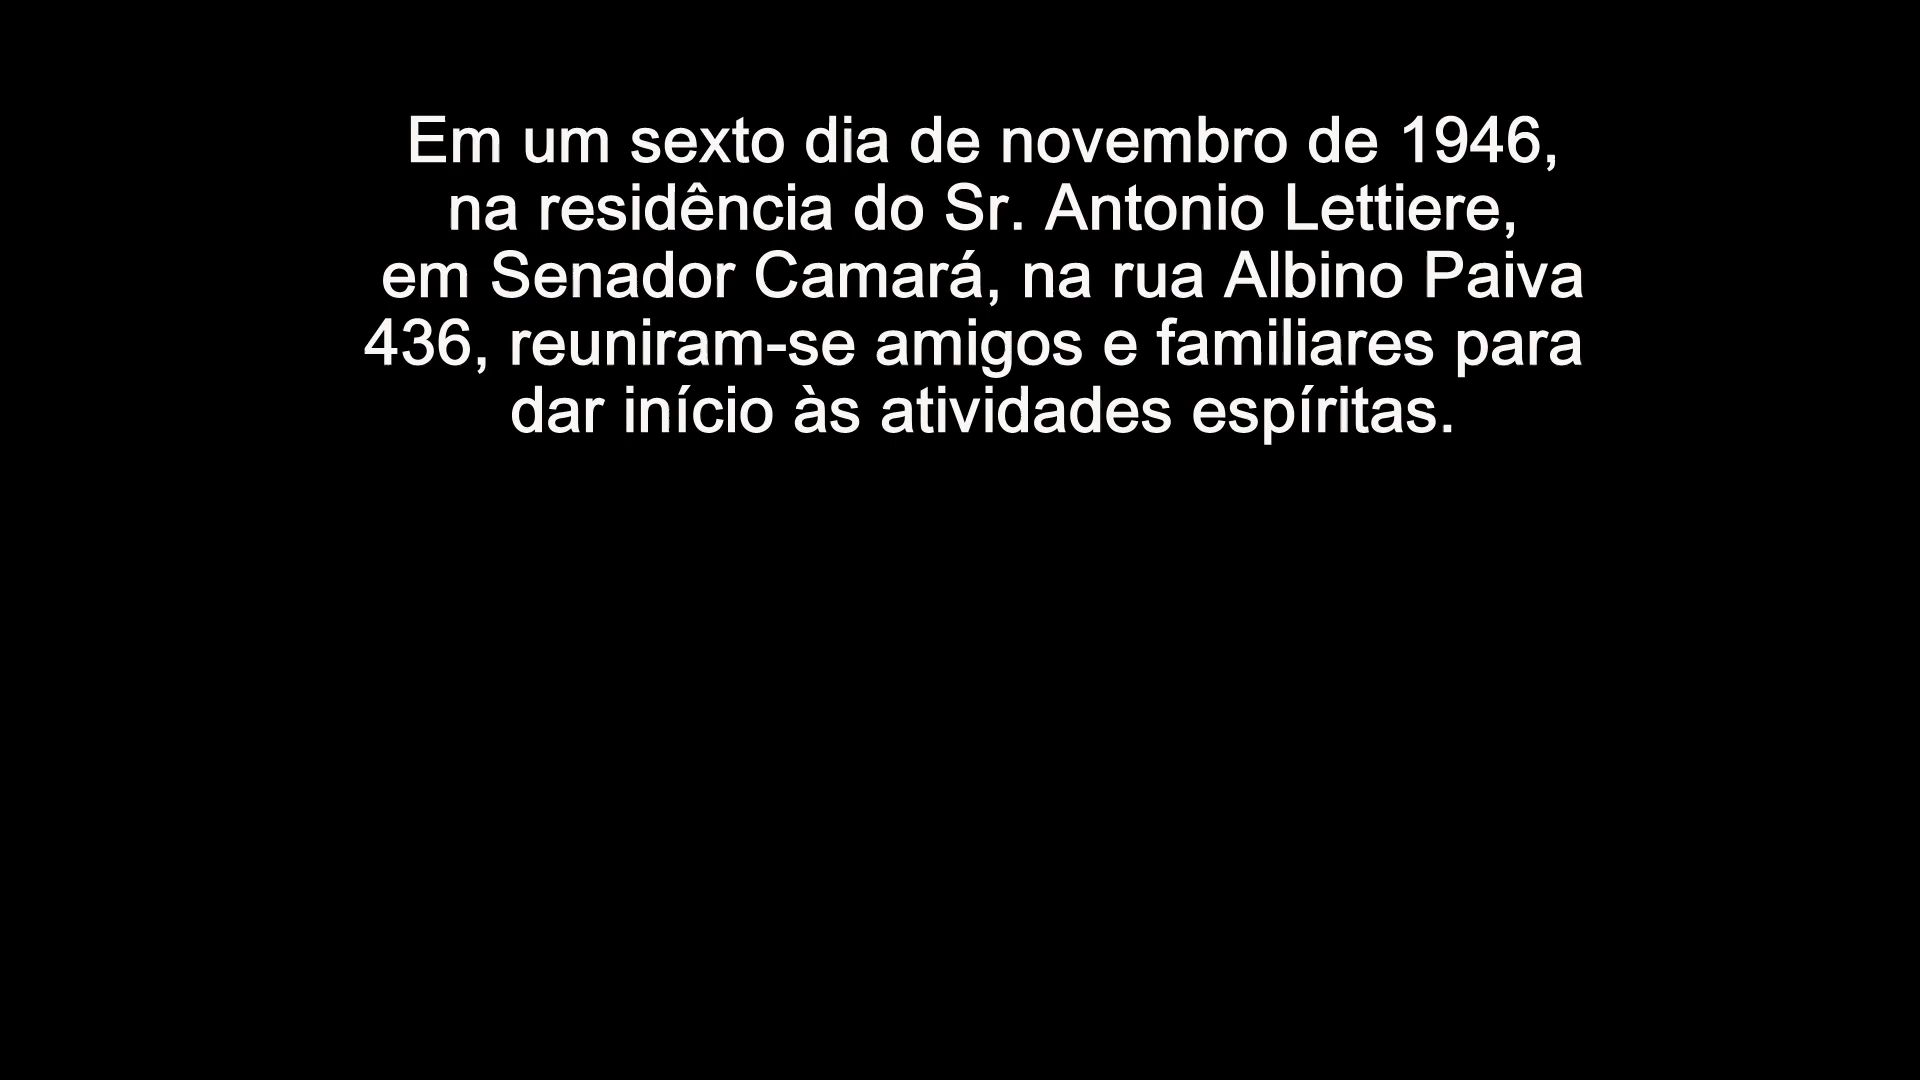 Em um sexto dia de novembro de 1946,
na residência do Sr. Antonio Lettiere,
em Senador Camará, na rua Albino Paiva
436, reuniram-se amigos e familiares para
dar início às atividades espíritas.